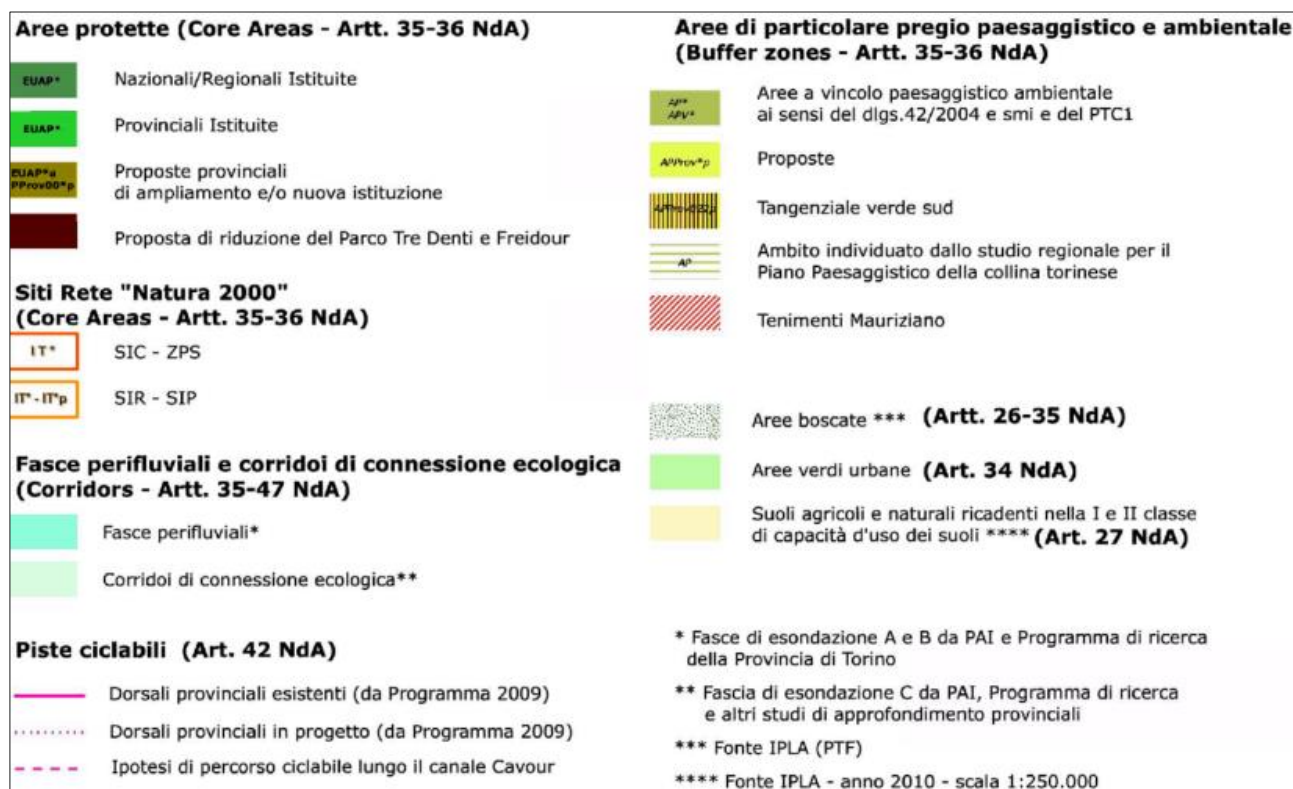 Aree protette (Core Areas - Artt. 35-36 NdA)
EUAP*
Nazionali/Regionali Istituite
EUAP*
Provinciali Istituite
EUAP*a
PProv00*p
Proposte provinciali
di ampliamento e/o nuova istituzione
Proposta di riduzione del Parco Tre Denti e Freidour
Siti Rete "Natura 2000"
(Core Areas - Artt. 35-36 NdA)
IT*
SIC - ZPS
IT* - IT*p
SIR - SIP
Fasce perifluviali e corridoi di connessione ecologica
(Corridors - Artt. 35-47 NdA)
Fasce perifluviali*
Corridoi di connessione ecologica**
Piste ciclabili (Art. 42 NdA)
Dorsali provinciali esistenti (da Programma 2009)
Dorsali provinciali in progetto (da Programma 2009)
Ipotesi di percorso ciclabile lungo il canale Cavour
Aree di particolare pregio paesaggistico e ambientale
(Buffer zones - Artt. 35-36 NdA)
AP*
APV*
Aree a vincolo paesaggistico ambientale
ai sensi del dlgs.42/2004 e smi e del PTC1
APProv*p
Proposte
Tangenziale verde sud
AP
Ambito individuato dallo studio regionale per il
Piano Paesaggistico della collina torinese
Tenimenti Mauriziano
Aree boscate *** (Artt. 26-35 NdA)
Aree verdi urbane (Art. 34 NdA)
Suoli agricoli e naturali ricadenti nella I e II classe
di capacità d'uso dei suoli **** (Art. 27 NdA)
* Fasce di esondazione A e B da PAI e Programma di ricerca
della Provincia di Torino
** Fascia di esondazione C da PAI, Programma di ricerca
e altri studi di approfondimento provinciali
*** Fonte IPLA (PTF)
**** Fonte IPLA - anno 2010 - scala 1:250.000